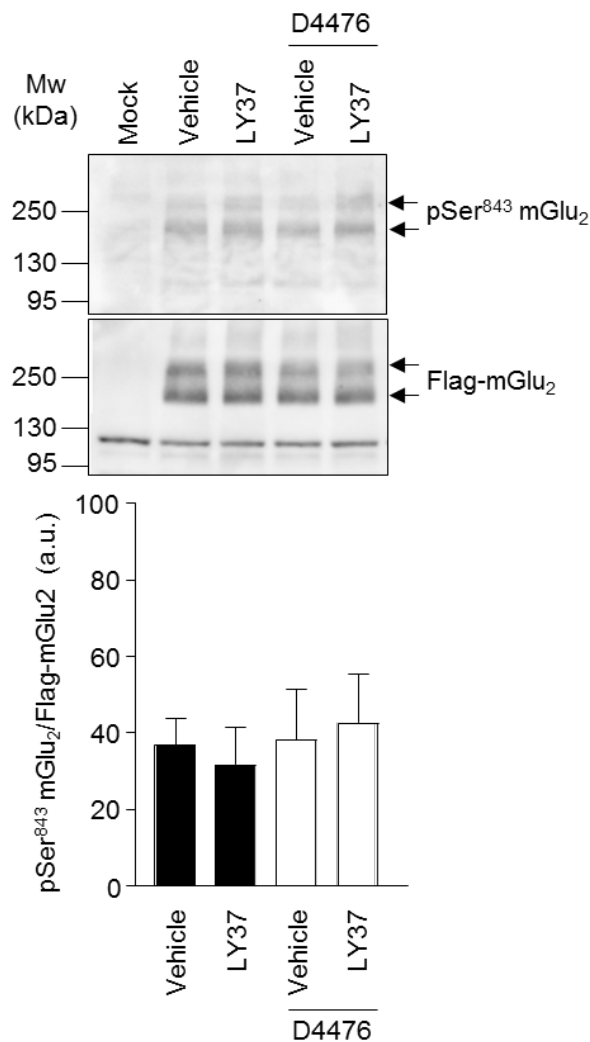 D4476
Mw
(kDa)
Mock
Vehicle
LY37
Vehicle
LY37
250
130
95
pSer⁸⁴³ mGlu₂
250
130
95
Flag-mGlu₂
pSer⁸⁴³ mGlu₂/Flag-mGlu2 (a.u.)
100
80
60
40
20
0
Vehicle
LY37
Vehicle
LY37
D4476